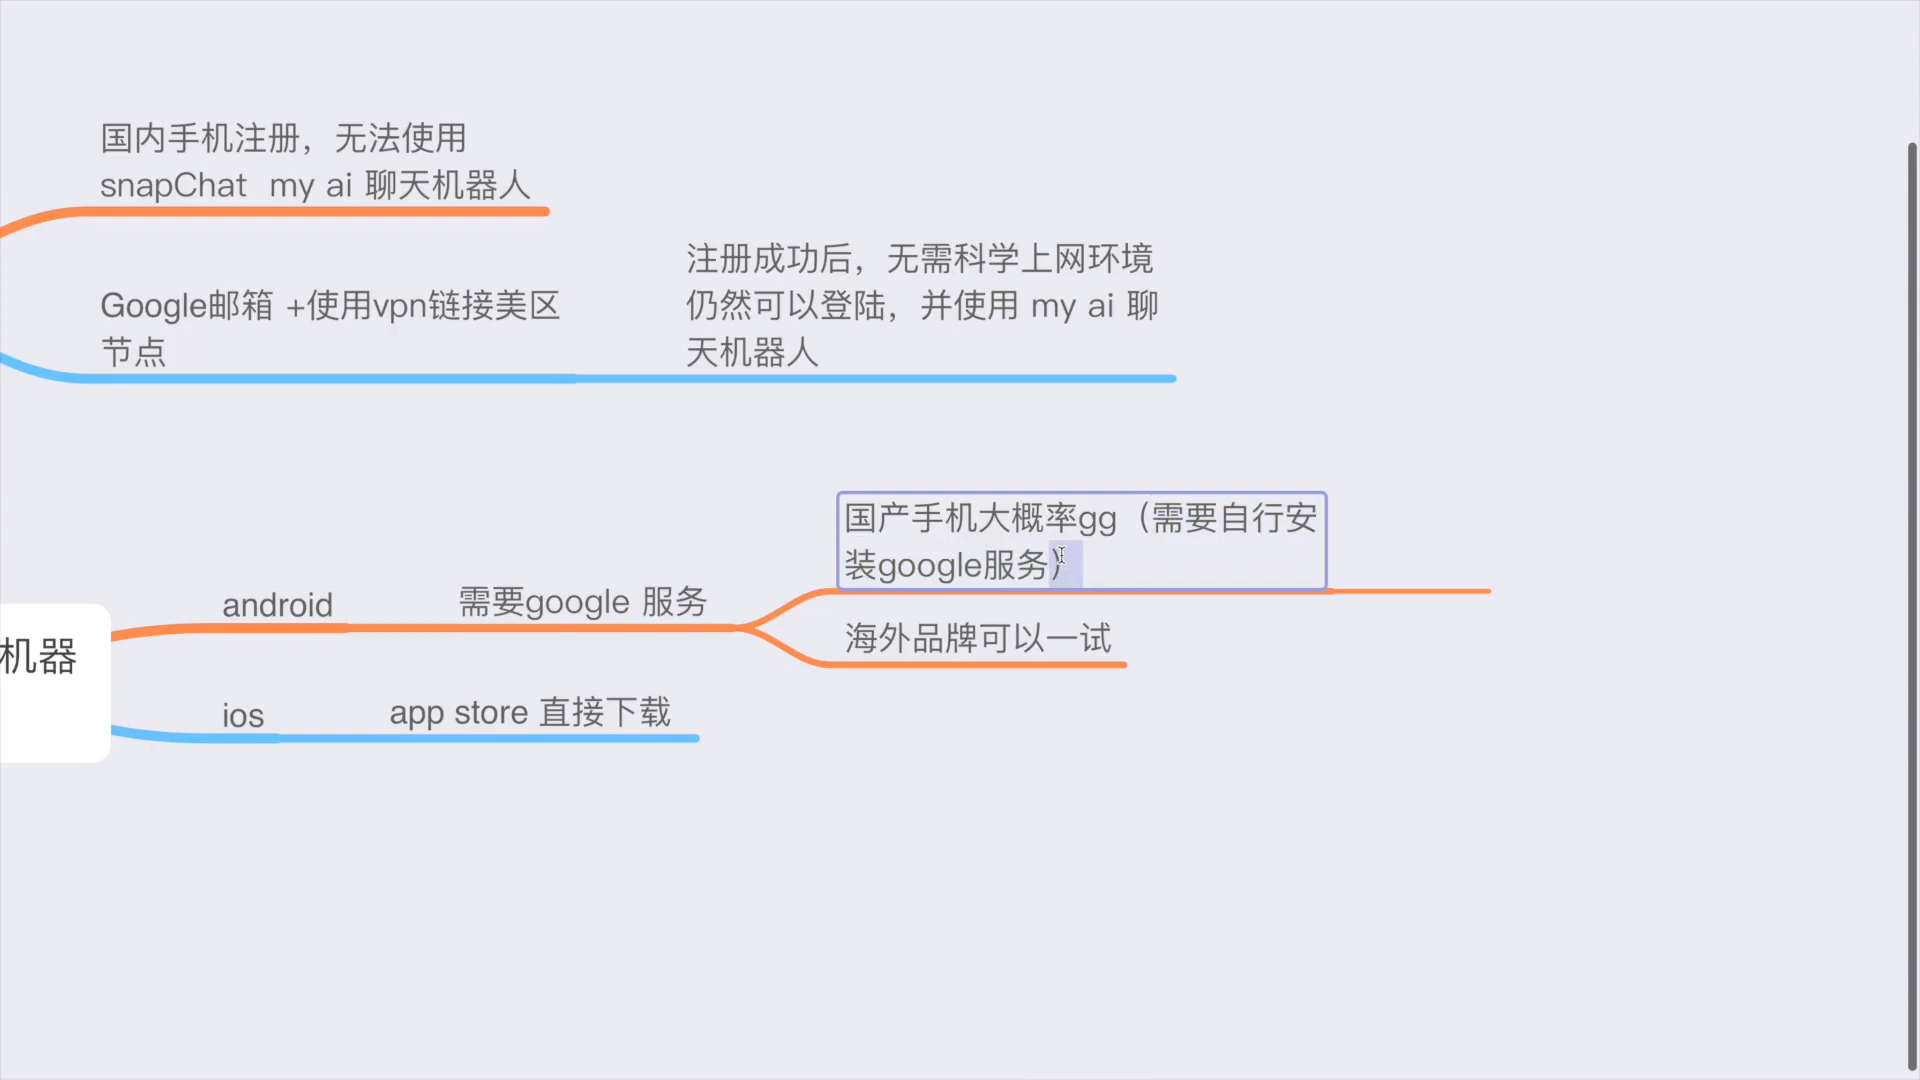 国内手机注册，无法使用
snapChat  my ai 聊天机器人
Google邮箱 +使用vpn链接美区
节点
注册成功后，无需科学上网环境
仍然可以登陆，并使用 my ai 聊
天机器人
机器
android
需要google 服务
国产手机大概率gg（需要自行安
装google服务）
海外品牌可以一试
ios
app store 直接下载